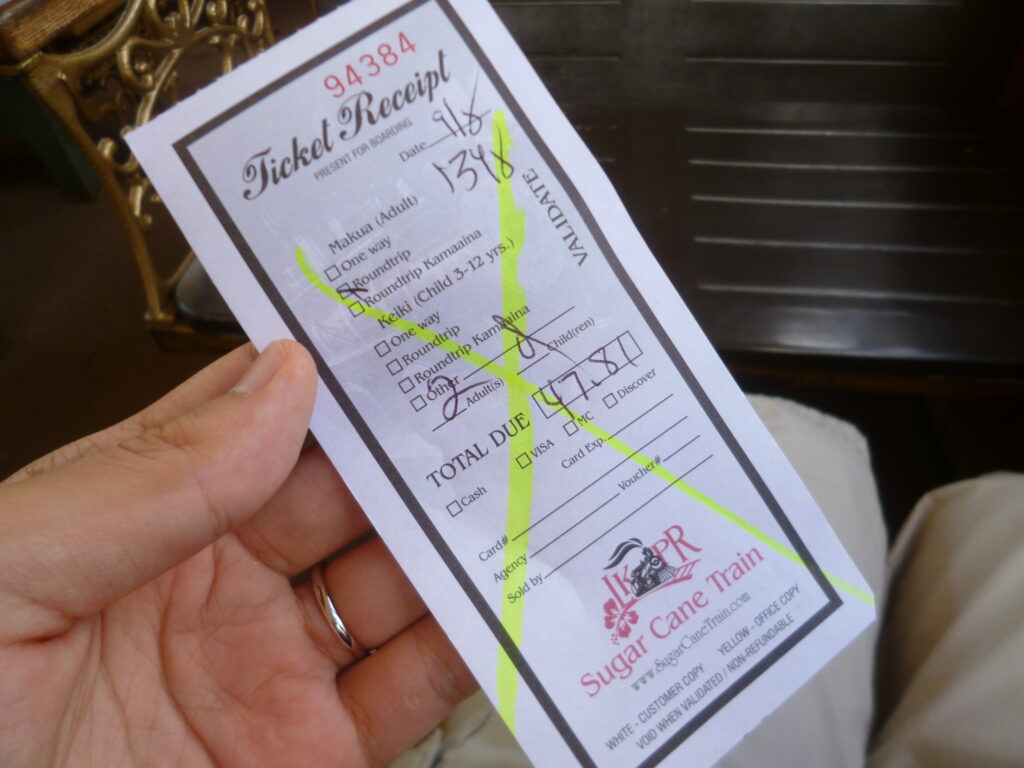 94384
Ticket Receipt
PRESENT FOR BOARDING
Date 9/8
1348
VALIDATE
Makua (Adult)
One way
Roundtrip
Roundtrip Kamaaina
Keiki (Child 3-12 yrs.)
One way
Roundtrip
Roundtrip Kamaaina
Other
2 Adult(s) Child(ren)
TOTAL DUE 47.81
Cash VISA MC Discover
Card Exp.
Card#
Voucher#
Agency
Sold by
LK&PR
Sugar Cane Train
www.SugarCaneTrain.com
WHITE - CUSTOMER COPY YELLOW - OFFICE COPY
VOID WHEN VALIDATED / NON-REFUNDABLE